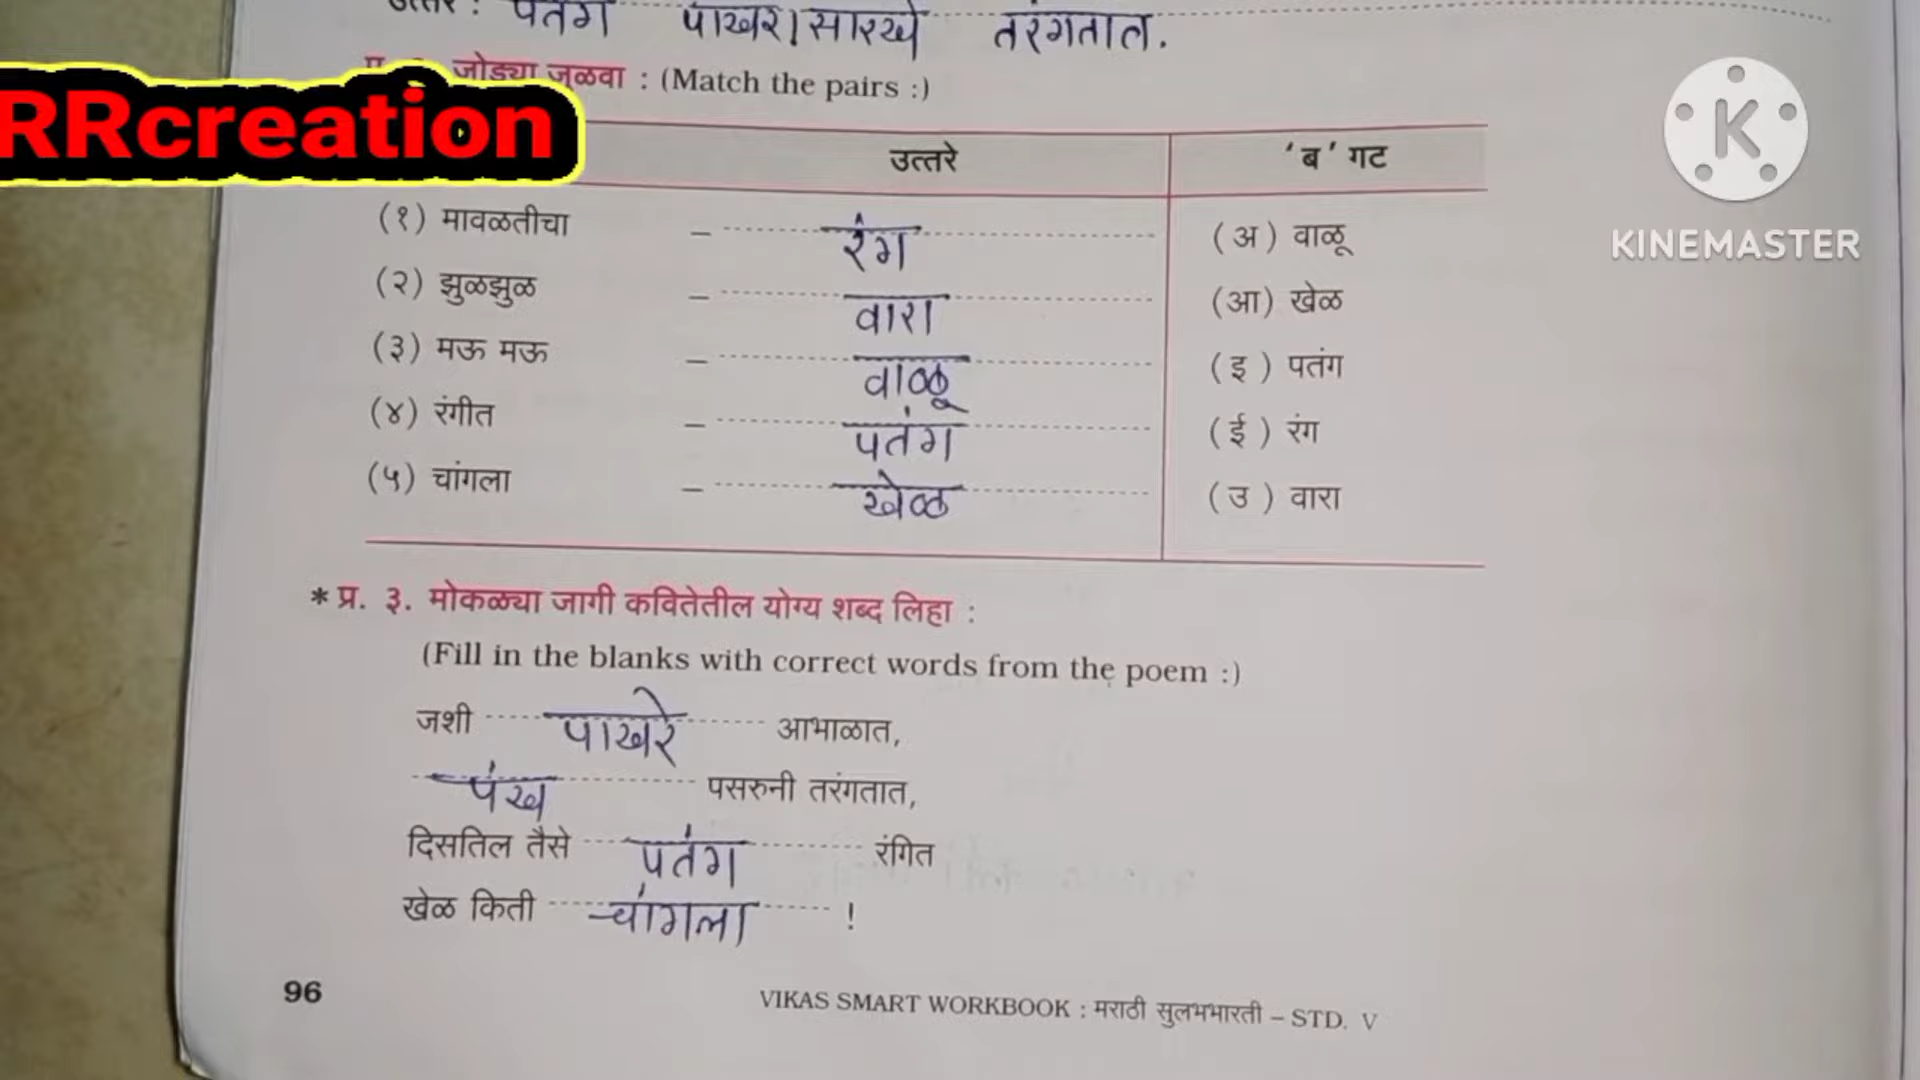 उत्तर : पतंग पाखरांसारखे तरंगतात.
जोड्या जुळवा : (Match the pairs :)
RRcreation
उत्तरे 'ब' गट
(१) मावळतीचा – रंग (अ) वाळू
(२) झुळझुळ – वारा (आ) खेळ
(३) मऊ मऊ – वाळू (इ) पतंग
(४) रंगीत – पतंग (ई) रंग
(५) चांगला – खेळ (उ) वारा
K
KINEMASTER
* प्र. ३. मोकळ्या जागी कवितेतील योग्य शब्द लिहा :
(Fill in the blanks with correct words from the poem :)
जशी पाखरे आभाळात,
पंख पसरुनी तरंगतात,
दिसतिल तैसे पतंग रंगित
खेळ किती चांगला !
96 VIKAS SMART WORKBOOK : मराठी सुलभभारती – STD. V